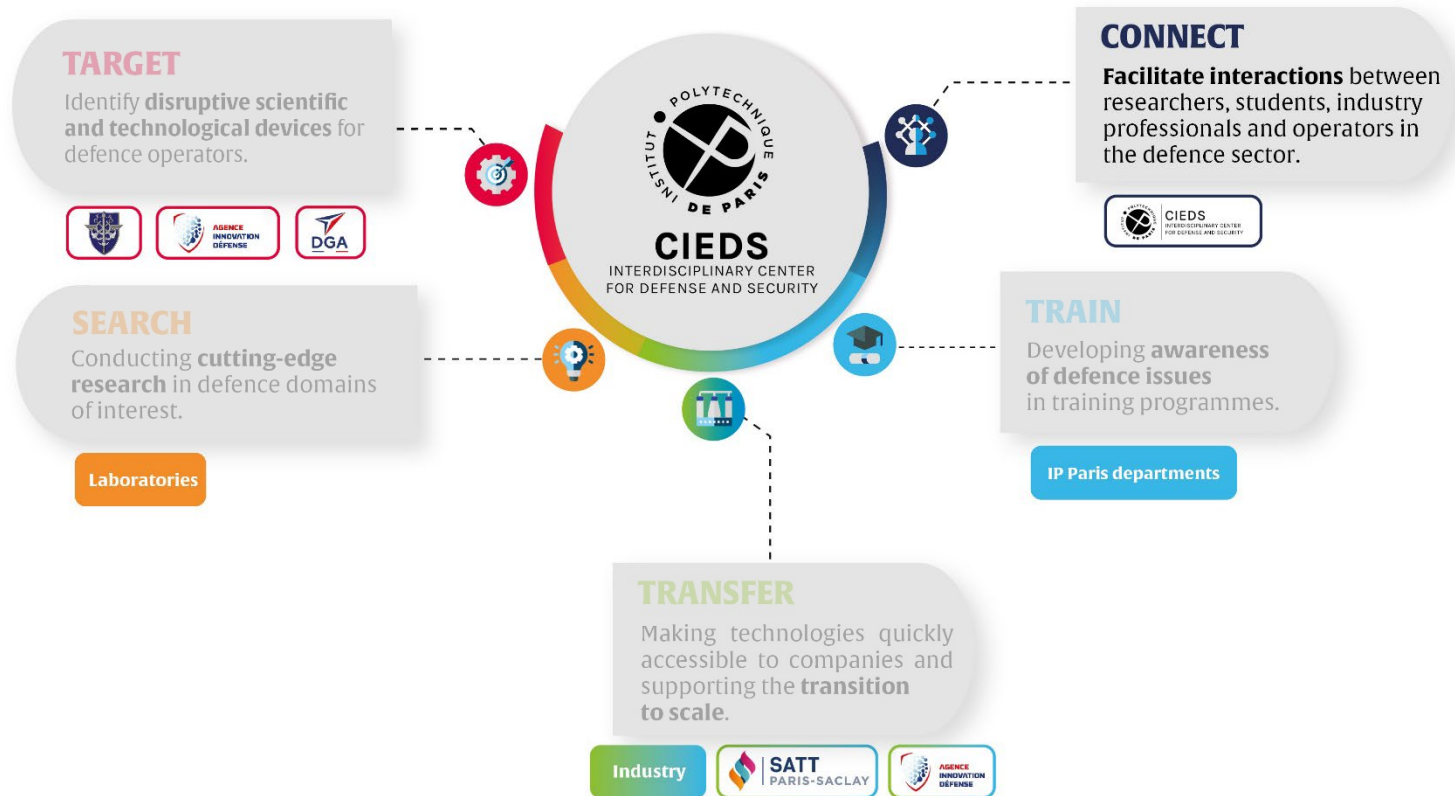 TARGET
Identify disruptive scientific
and technological devices for
defence operators.
AGENCE
INNOVATION
DÉFENSE
DGA
SEARCH
Conducting cutting-edge
research in defence domains
of interest.
Laboratories
INSTITUT POLYTECHNIQUE
DE PARIS
CIEDS
INTERDISCIPLINARY CENTER
FOR DEFENSE AND SECURITY
CONNECT
Facilitate interactions between
researchers, students, industry
professionals and operators in
the defence sector.
INSTITUT POLYTECHNIQUE
DE PARIS
CIEDS
INTERDISCIPLINARY CENTER
FOR DEFENSE AND SECURITY
TRAIN
Developing awareness
of defence issues
in training programmes.
IP Paris departments
TRANSFER
Making technologies quickly
accessible to companies and
supporting the transition
to scale.
Industry
SATT
PARIS-SACLAY
AGENCE
INNOVATION
DÉFENSE